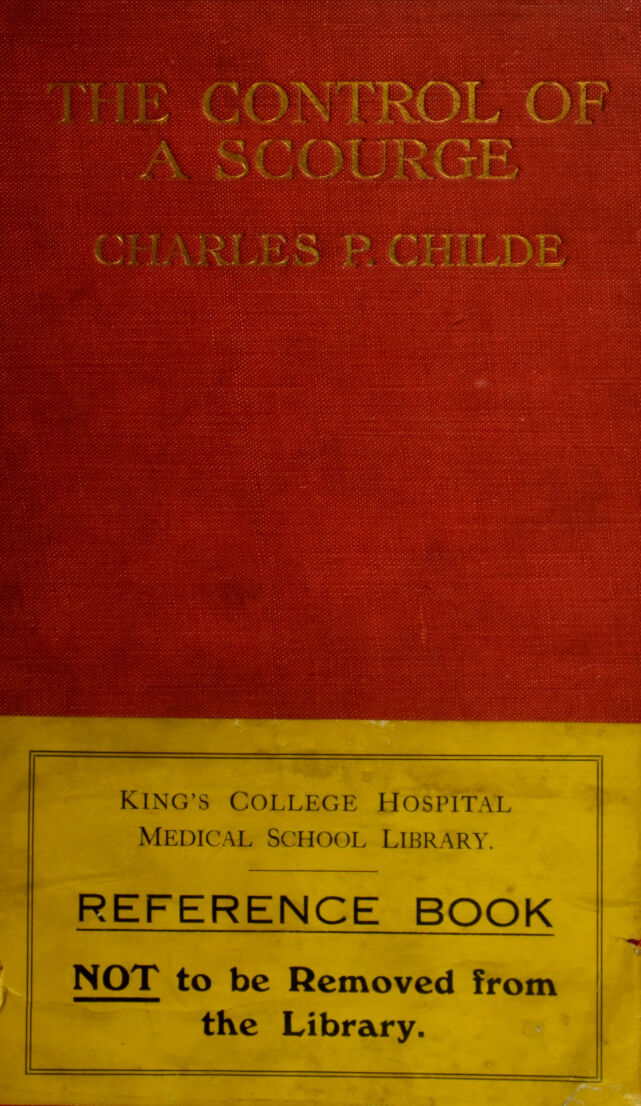 THE CONTROL OF
A SCOURGE
CHARLES P. CHILDE
KING'S COLLEGE HOSPITAL
MEDICAL SCHOOL LIBRARY.
REFERENCE BOOK
NOT to be Removed from
the Library.